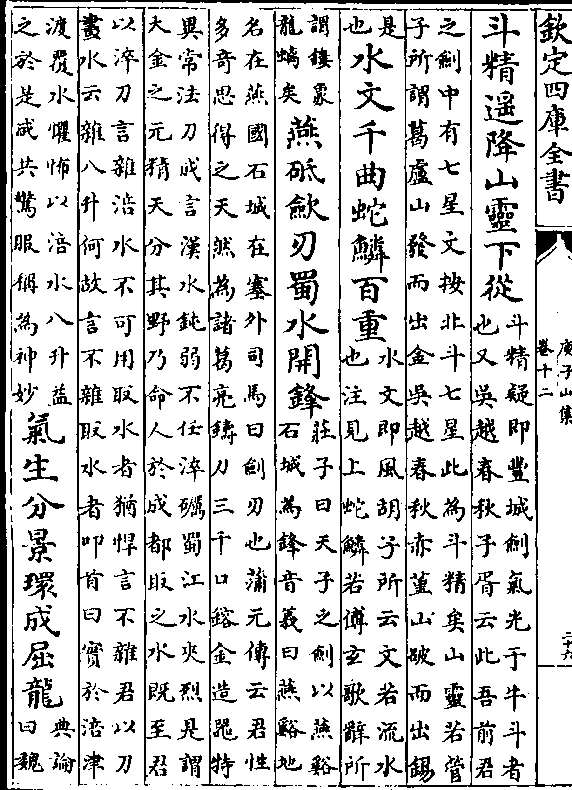 欽定四庫全書
庾子山集
卷十二
斗精遥降山靈下從
斗精疑即豐城劍氣光于牛斗者
也又吳越春秋子胥云此吾前君
之劍中有七星文按北斗七星此為斗精矣山靈若管
子所謂葛盧山發而出金吳越春秋赤堇山破而出錫
是
也
水文千曲蛇鱗百重
水文即風胡子所云文若流水
也注見上蛇鱗若傅玄歌辭所
謂鏤象
龍螭矣
燕砥歛刃蜀水開鋒
莊子曰天子之劍以燕谿
石城為鋒音義曰燕谿地
名在燕國石城在塞外司馬曰劍刃也蒲元傳云君性
多奇思得之天然為諸葛亮鑄刀三千口鎔金造器特
異常法刀成言漢水鈍弱不任淬礪蜀江水爽烈是謂
大金之元精天分其野乃命人於成都取之水既至君
以淬刀言雜涪水不可用取水者猶悍言不雜君以刀
畫水云雜八升何故言不雜取水者叩首曰實於涪津
渡覆水懼怖以涪水八升益
之於是咸共驚服稱為神妙
氣生分景環成屈龍
典論
曰魏